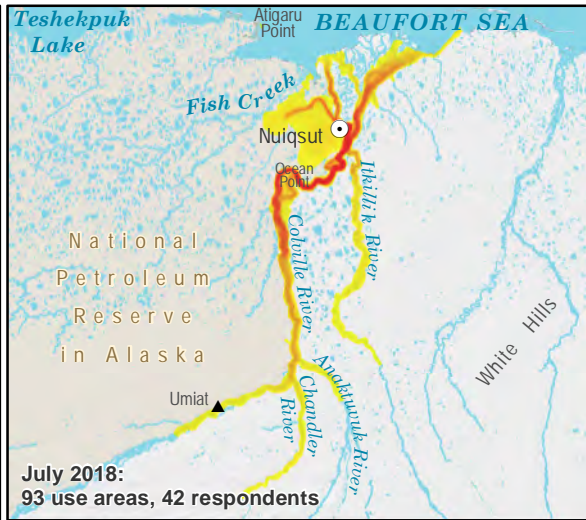 Teshekpuk
Lake
Atigaru
Point
BEAUFORT SEA
Fish Creek
Nuiqsut
Ocean
Point
Itkillik River
Colville River
National
Petroleum
Reserve
in Alaska
White Hills
Umiat
Chandler
River
Anaktuvuk River
July 2018:
93 use areas, 42 respondents